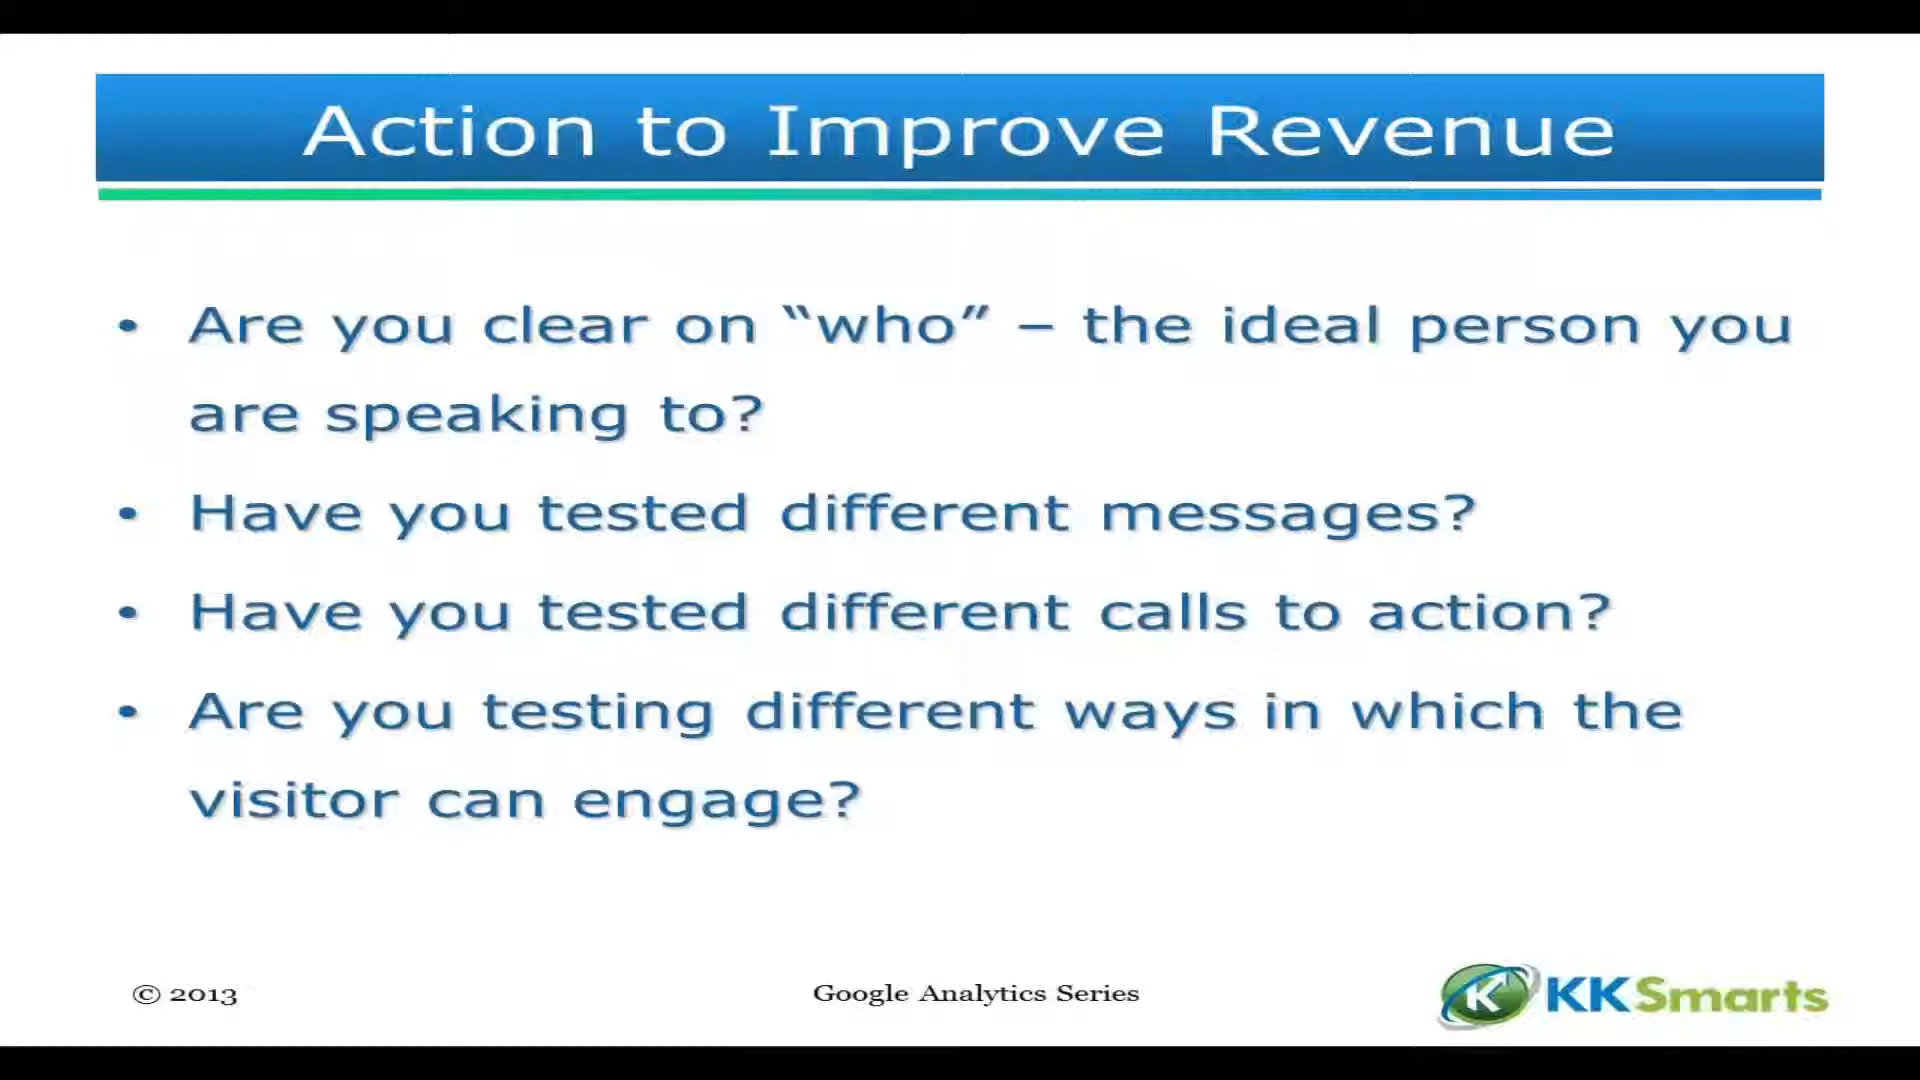 Action to Improve Revenue
• Are you clear on “who” – the ideal person you
are speaking to?
• Have you tested different messages?
• Have you tested different calls to action?
• Are you testing different ways in which the
visitor can engage?
© 2013
Google Analytics Series
K KKSmarts